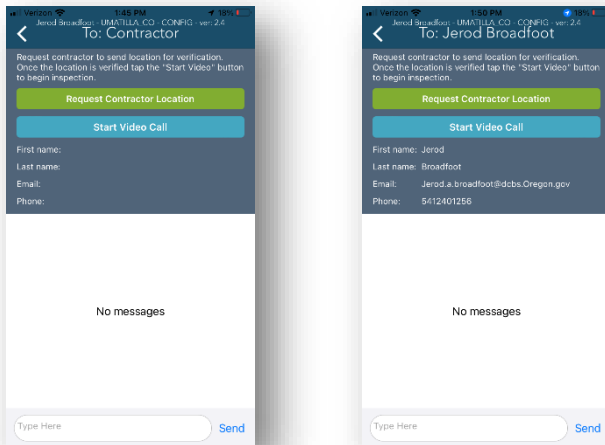 Verizon 1:45 PM 18%
Jerod Broadfoot - UMATILLA_CO - CONFIG - ver: 2.4
To: Contractor
Request contractor to send location for verification.
Once the location is verified tap the "Start Video" button
to begin inspection.
Request Contractor Location
Start Video Call
First name:
Last name:
Email:
Phone:
No messages
Type Here Send
Verizon 1:50 PM 18%
Jerod Broadfoot - UMATILLA_CO - CONFIG - ver: 2.4
To: Jerod Broadfoot
Request contractor to send location for verification.
Once the location is verified tap the "Start Video" button
to begin inspection.
Request Contractor Location
Start Video Call
First name: Jerod
Last name: Broadfoot
Email: Jerod.a.broadfoot@dcbs.Oregon.gov
Phone: 5412401256
No messages
Type Here Send